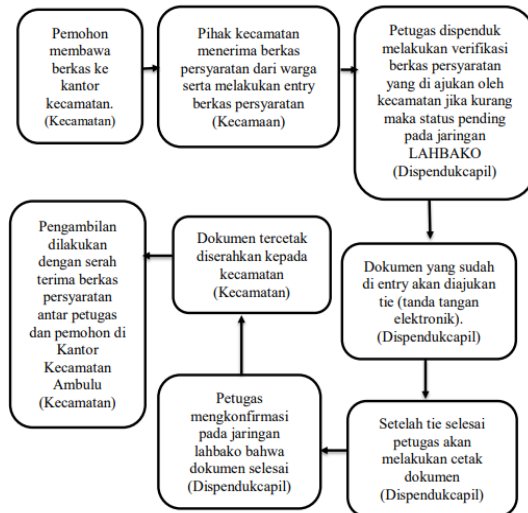 Pemohon
membawa
berkas ke
kantor
kecamatan.
(Kecamatan)
Pihak kecamatan
menerima berkas
persyaratan dari warga
serta melakukan entry
berkas persyaratan
(Kecamaan)
Petugas dispenduk
melakukan verifikasi
berkas persyaratan
yang di ajukan oleh
kecamatan jika kurang
maka status pending
pada jaringan
LAHBAKO
(Dispendukcapil)
Dokumen yang sudah
di entry akan diajukan
tie (tanda tangan
elektronik).
(Dispendukcapil)
Setelah tie selesai
petugas akan
melakukan cetak
dokumen
(Dispendukcapil)
Petugas
mengkonfirmasi
pada jaringan
lahbako bahwa
dokumen selesai
(Dispendukcapil)
Dokumen tercetak
diserahkan kepada
kecamatan
(Kecamatan)
Pengambilan
dilakukan
dengan serah
terima berkas
persyaratan
antar petugas
dan pemohon di
Kantor
Kecamatan
Ambulu
(Kecamatan)